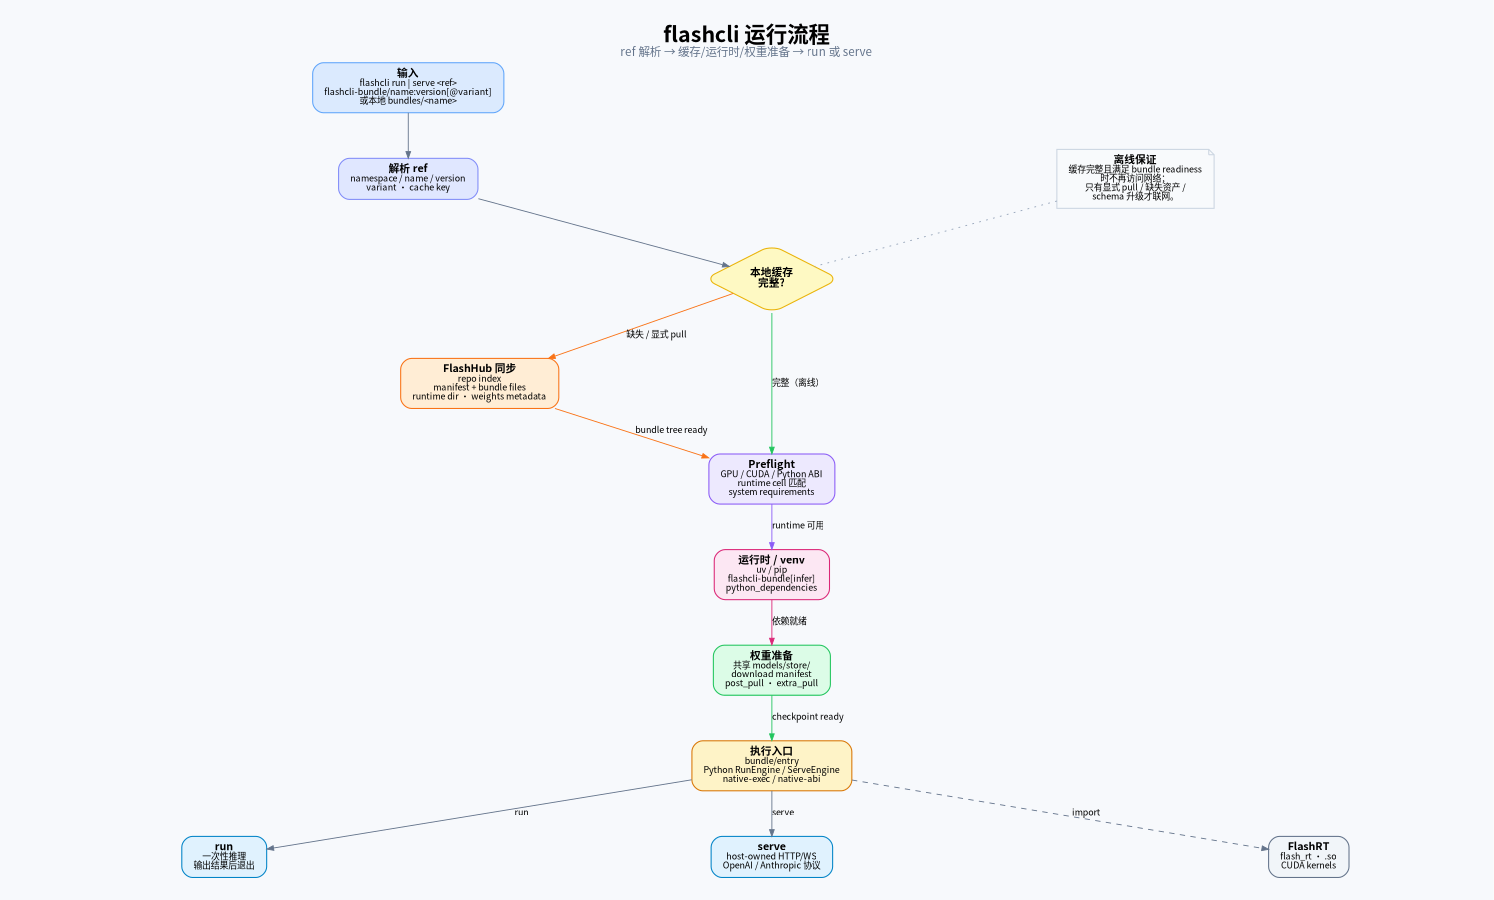 flashcli 运行流程
ref 解析 → 缓存/运行时/权重准备 → run 或 serve
输入
flashcli run | serve <ref>
flashcli-bundle/name:version[@variant]
或本地 bundles/<name>
解析 ref
namespace / name / version
variant · cache key
离线保证
缓存完整且满足 bundle readiness
时不再访问网络;
只有显式 pull / 缺失资产 /
schema 升级才联网。
本地缓存
完整?
缺失 / 显式 pull
FlashHub 同步
repo index
manifest + bundle files
runtime dir · weights metadata
完整（离线）
bundle tree ready
Preflight
GPU / CUDA / Python ABI
runtime cell 匹配
system requirements
runtime 可用
运行时 / venv
uv / pip
flashcli-bundle[infer]
python_dependencies
依赖就绪
权重准备
共享 models/store/
download manifest
post_pull · extra_pull
checkpoint ready
执行入口
bundle/entry
Python RunEngine / ServeEngine
native-exec / native-abi
run
serve
import
run
一次性推理
输出结果后退出
serve
host-owned HTTP/WS
OpenAI / Anthropic 协议
FlashRT
flash_rt · .so
CUDA kernels